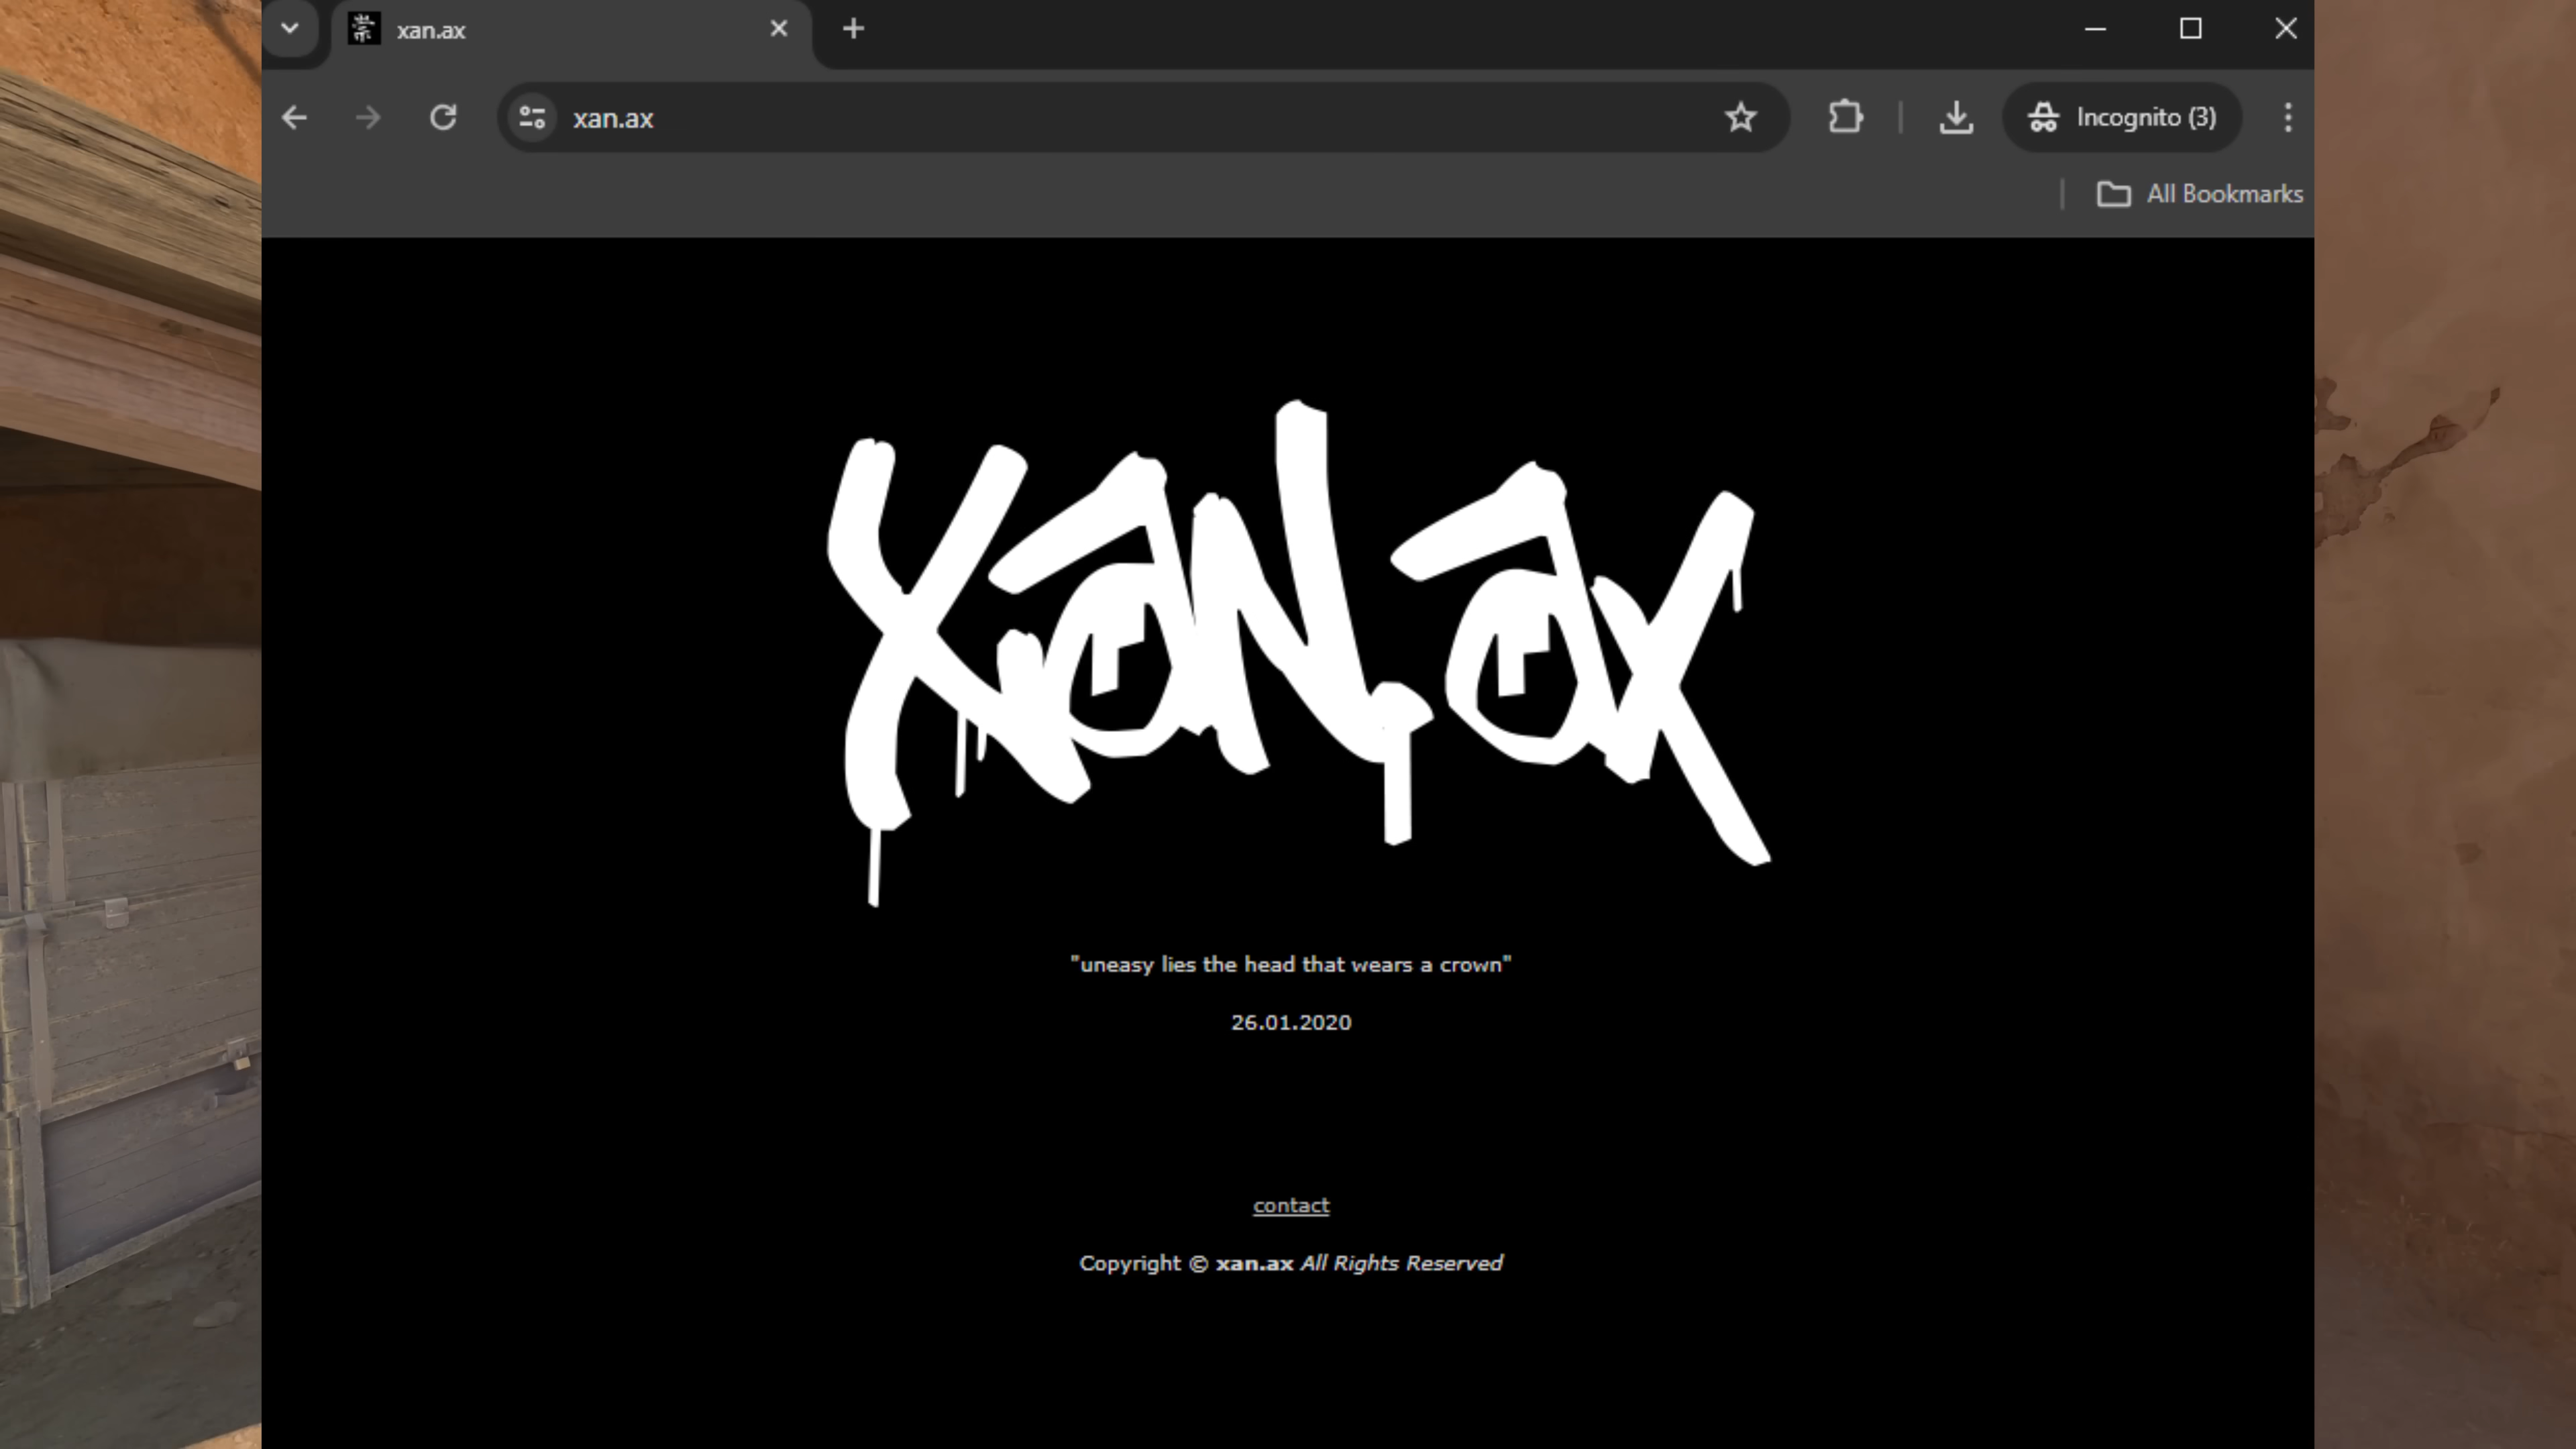 xan.ax
xan.ax
Incognito (3)
All Bookmarks
xaN.ax
"uneasy lies the head that wears a crown"
26.01.2020
contact
Copyright © xan.ax All Rights Reserved